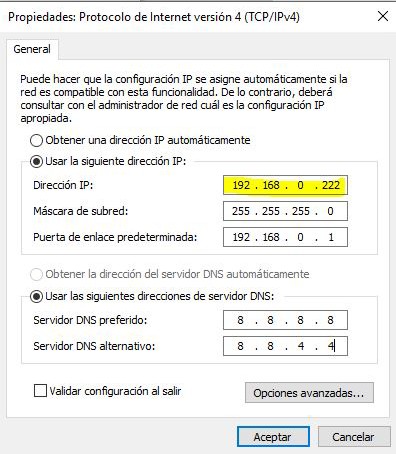 Propiedades: Protocolo de Internet versión 4 (TCP/IPv4)
General
Puede hacer que la configuración IP se asigne automáticamente si la
red es compatible con esta funcionalidad. De lo contrario, deberá
consultar con el administrador de red cuál es la configuración IP
apropiada.
Obtener una dirección IP automáticamente
Usar la siguiente dirección IP:
Dirección IP: 192 . 168 . 0 . 222
Máscara de subred: 255 . 255 . 255 . 0
Puerta de enlace predeterminada: 192 . 168 . 0 . 1
Obtener la dirección del servidor DNS automáticamente
Usar las siguientes direcciones de servidor DNS:
Servidor DNS preferido: 8 . 8 . 8 . 8
Servidor DNS alternativo: 8 . 8 . 4 . 4
Validar configuración al salir
Opciones avanzadas...
Aceptar Cancelar